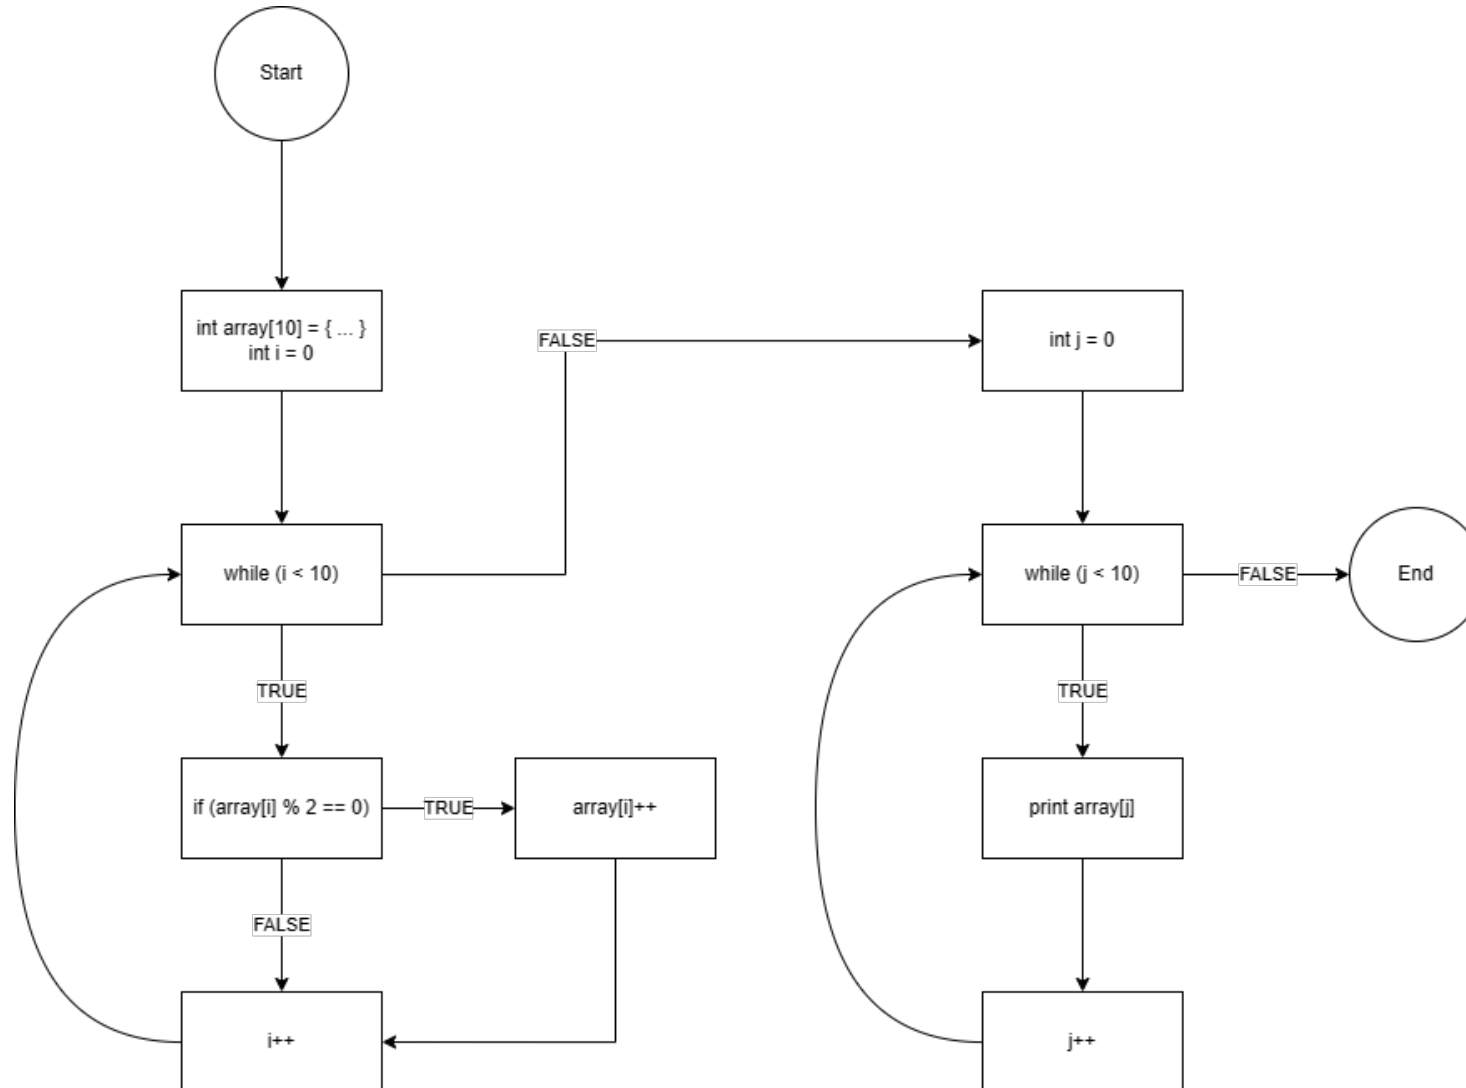 Start
int array[10] = { ... }
int i = 0
FALSE
int j = 0
while (i < 10)
while (j < 10)
FALSE
End
TRUE
TRUE
if (array[i] % 2 == 0)
TRUE
array[i]++
print array[j]
FALSE
i++
j++